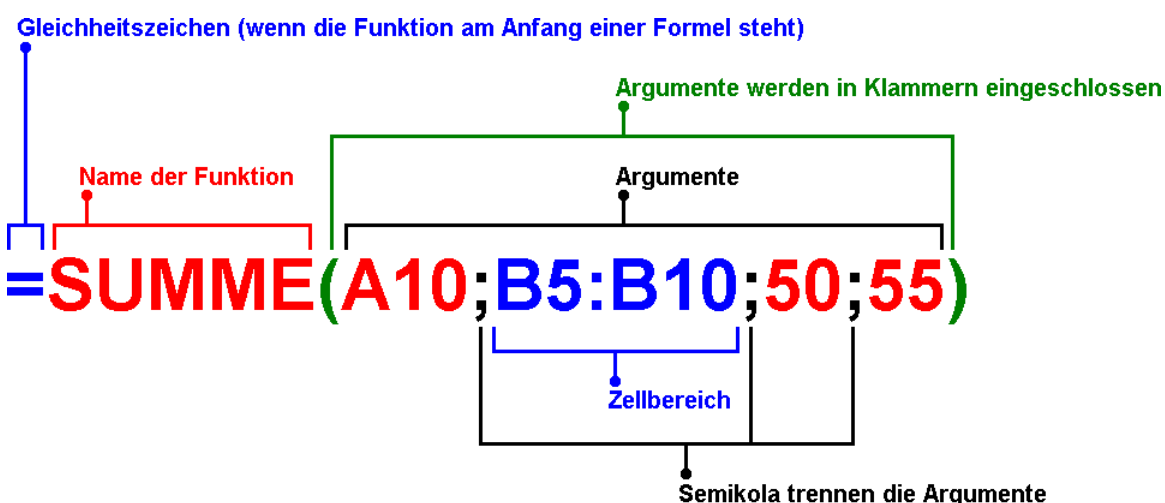 Gleichheitszeichen (wenn die Funktion am Anfang einer Formel steht)
Argumente werden in Klammern eingeschlossen
Name der Funktion
Argumente
=SUMME(A10;B5:B10;50;55)
Zellbereich
Semikola trennen die Argumente